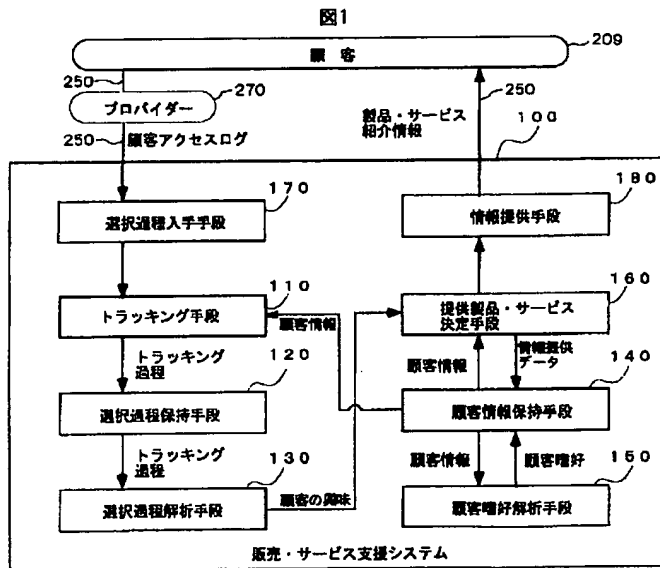 図1
顧 客
209
250
プロバイダー
270
250
顧客アクセスログ
製品・サービス
紹介情報
250
100
170
選択過程入手手段
180
情報提供手段
110
トラッキング手段
顧客情報
160
提供製品・サービス
決定手段
トラッキング
過程
120
顧客情報
情報提供
データ
140
選択過程保持手段
顧客情報保持手段
トラッキング
過程
130
顧客情報
顧客嗜好
150
選択過程解析手段
顧客の興味
顧客嗜好解析手段
販売・サービス支援システム